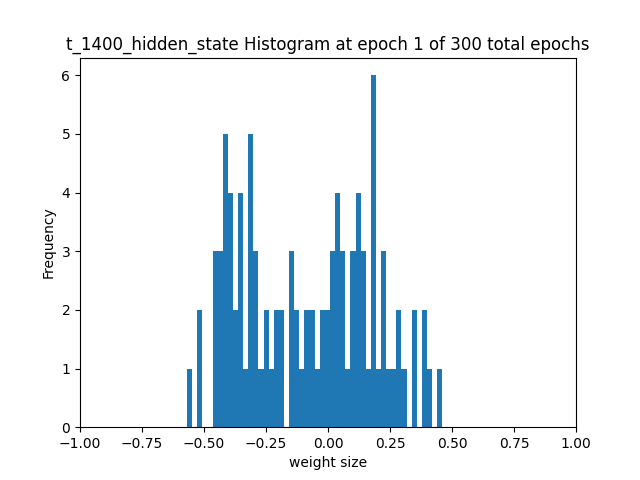 t_1400_hidden_state Histogram at epoch 1 of 300 total epochs
6
5
4
3
2
1
0
Frequency
−1.00 −0.75 −0.50 −0.25 0.00 0.25 0.50 0.75 1.00
weight size